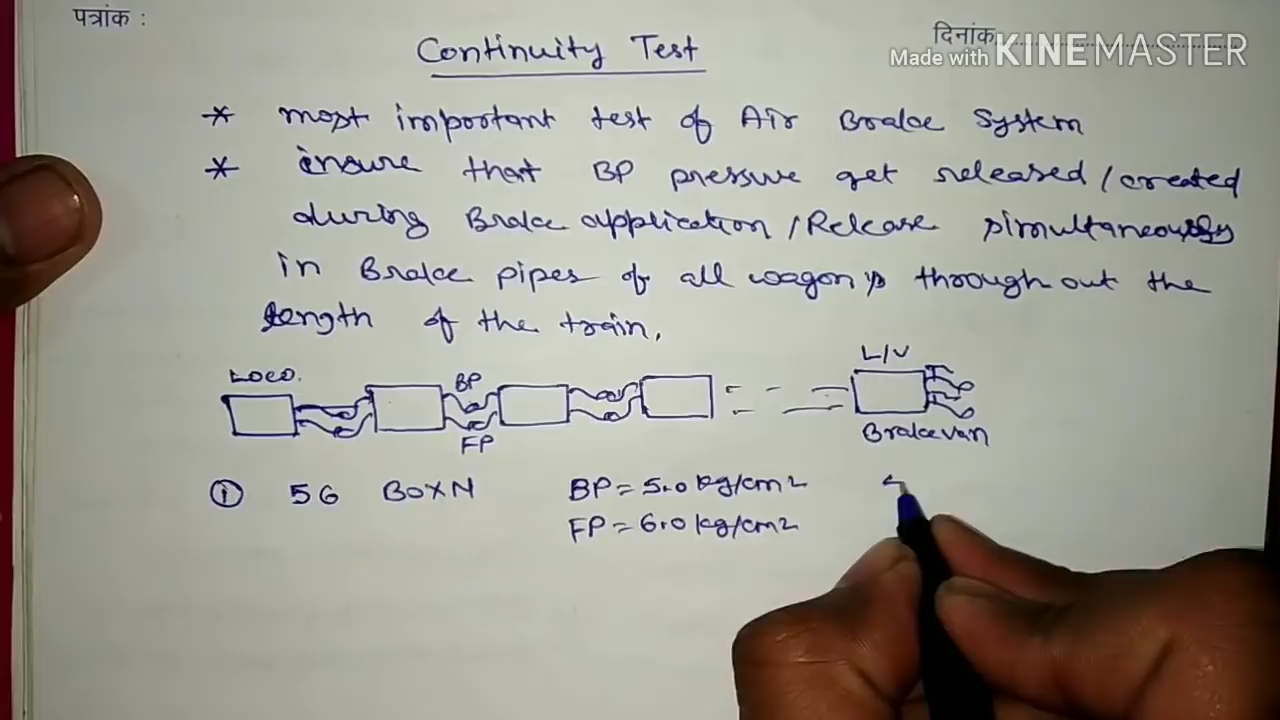 पत्रांक :
दिनांक
Made with KINEMASTER
Continuity Test
* most important test of Air Brake System
* ensure that BP pressure get released / created
during Brake application / Release simultaneously
in Brake pipes of all wagons through out the
length of the train.
LOCO.
BP
FP
L/V
Brakevan
① 56 BOXN BP = 5.0 kg/cm2
FP = 6.0 kg/cm2